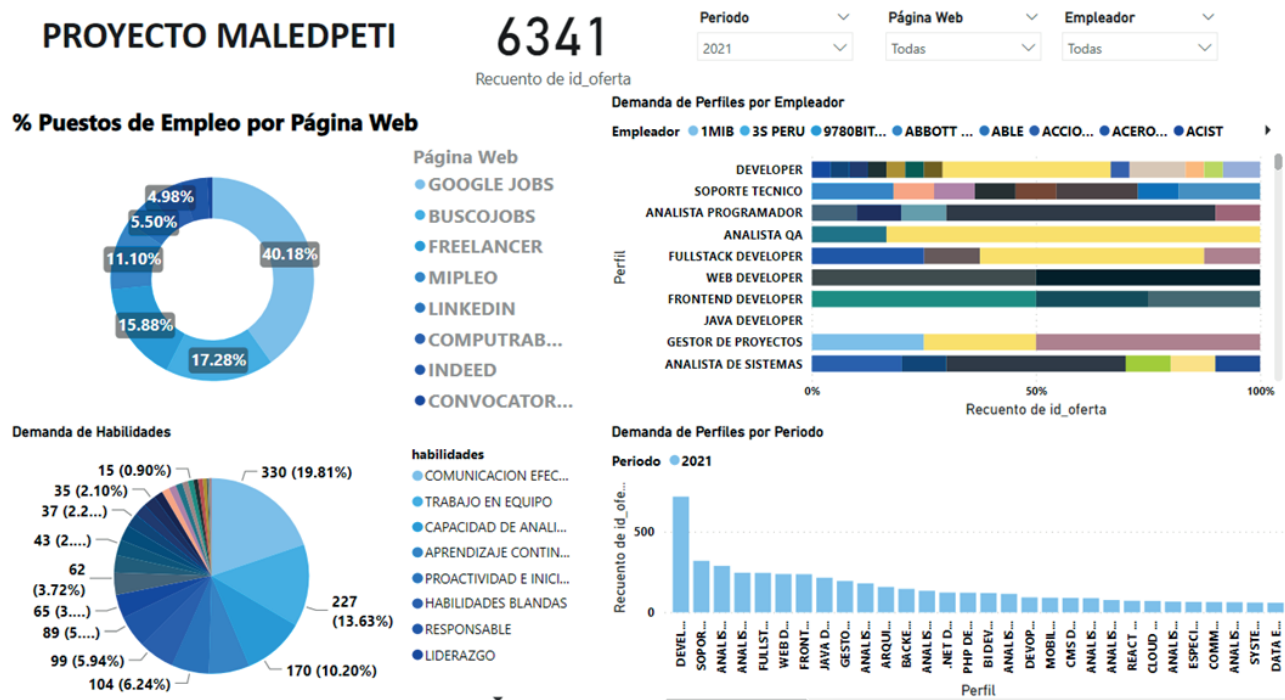 PROYECTO MALEDPETI
6341
Recuento de id_oferta
Periodo
2021
Página Web
Todas
Empleador
Todas
% Puestos de Empleo por Página Web
4.98%
5.50%
11.10%
15.88%
17.28%
40.18%
Página Web
GOOGLE JOBS
BUSCOJOBS
FREELANCER
MIPLEO
LINKEDIN
COMPUTRAB...
INDEED
CONVOCATOR...
Demanda de Perfiles por Empleador
Empleador 1MIB 3S PERU 9780BIT... ABBOTT ... ABLE ACCIO... ACERO... ACIST
Perfil
DEVELOPER
SOPORTE TECNICO
ANALISTA PROGRAMADOR
ANALISTA QA
FULLSTACK DEVELOPER
WEB DEVELOPER
FRONTEND DEVELOPER
JAVA DEVELOPER
GESTOR DE PROYECTOS
ANALISTA DE SISTEMAS
0% 50% 100%
Recuento de id_oferta
Demanda de Habilidades
15 (0.90%)
35 (2.10%)
37 (2.2...)
43 (2....)
62
(3.72%)
65 (3....)
89 (5....)
99 (5.94%)
104 (6.24%)
170 (10.20%)
227
(13.63%)
330 (19.81%)
habilidades
COMUNICACION EFEC...
TRABAJO EN EQUIPO
CAPACIDAD DE ANALI...
APRENDIZAJE CONTIN...
PROACTIVIDAD E INICI...
HABILIDADES BLANDAS
RESPONSABLE
LIDERAZGO
Demanda de Perfiles por Periodo
Periodo 2021
Recuento de id_ofe...
500
0
DEVEL...
SOPOR...
ANALIS...
ANALIS...
FULLST...
WEB D...
FRONT...
JAVA D...
GESTO...
ANALIS...
ARQUI...
BACKE...
ANALIS...
.NET D...
PHP DE...
BI DEV...
ANALIS...
DEVOP...
MOBIL...
CMS D...
ANALIS...
ANALIS...
REACT ...
CLOUD ...
ANALIS...
ESPECI...
COMM...
ANALIS...
SYSTE...
DATA E...
Perfil